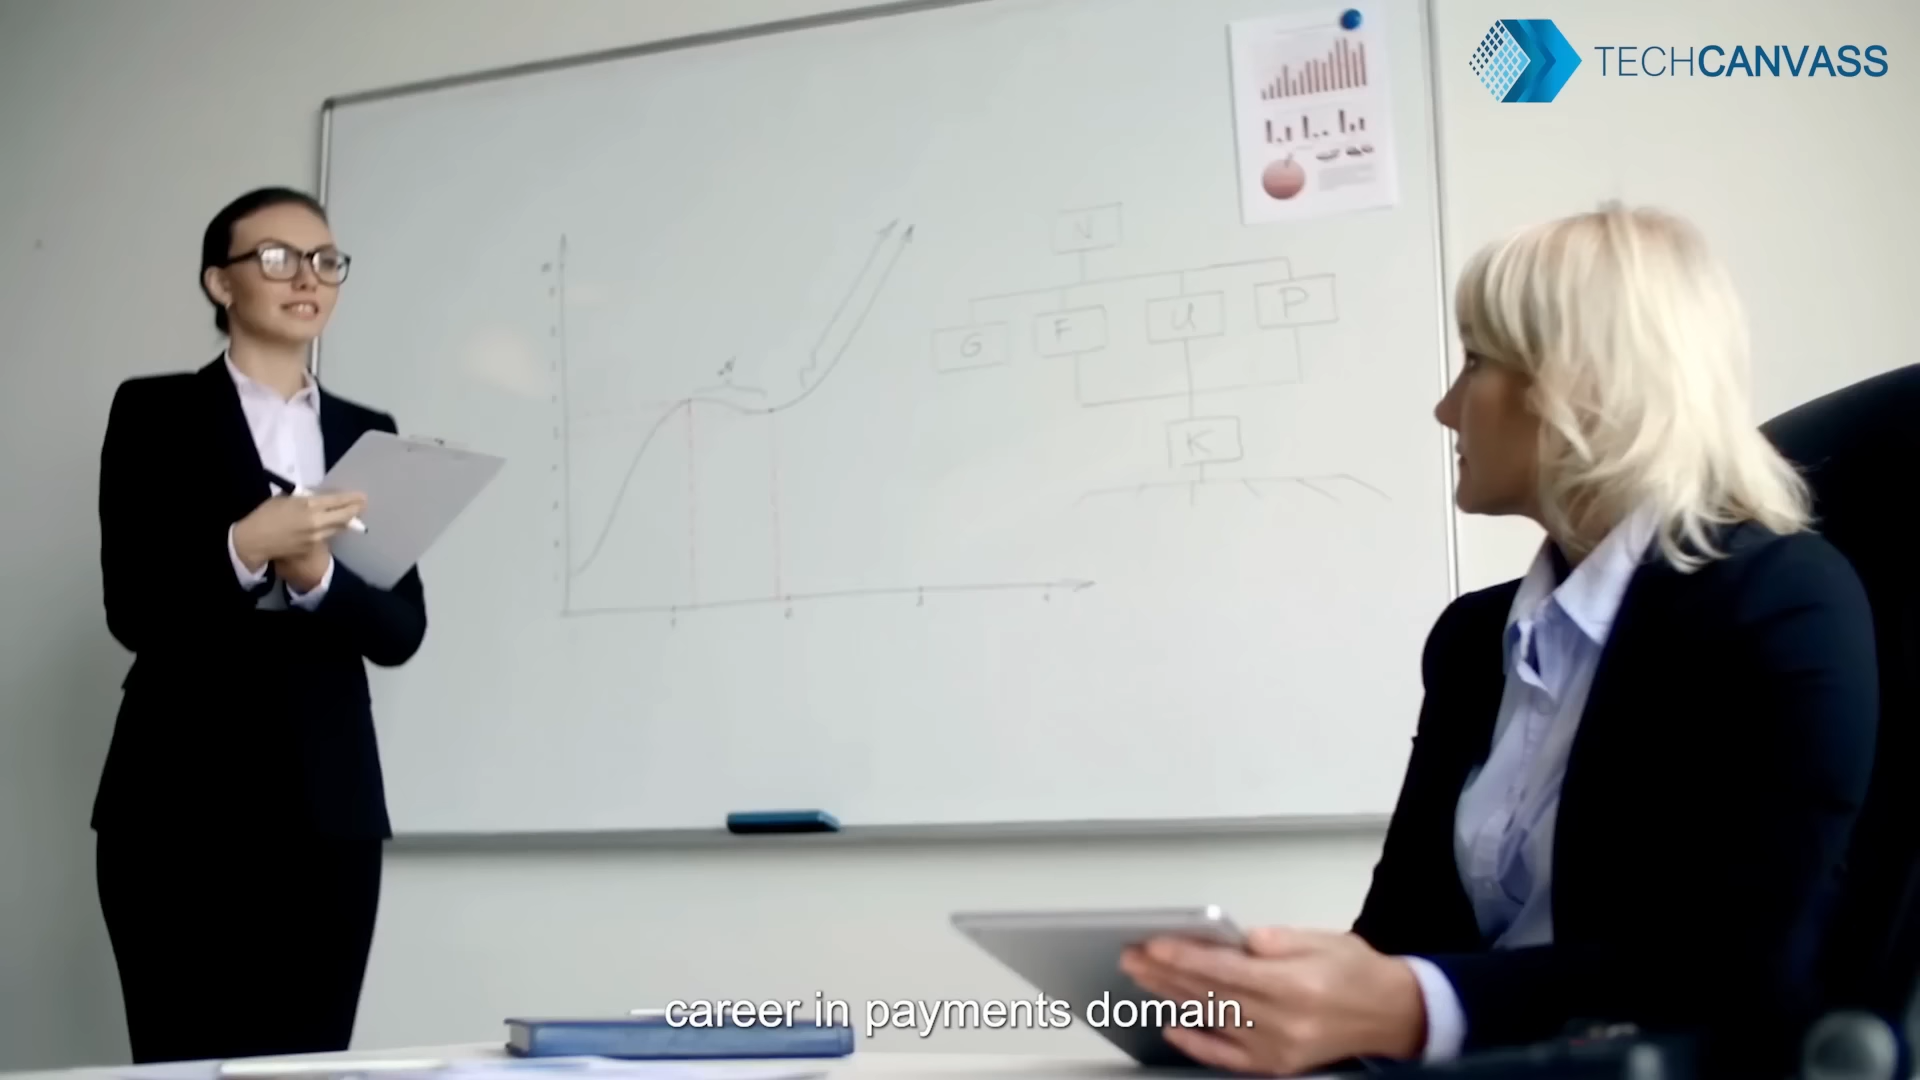 TECHCANVASS
V
G F U P
K
career in payments domain.